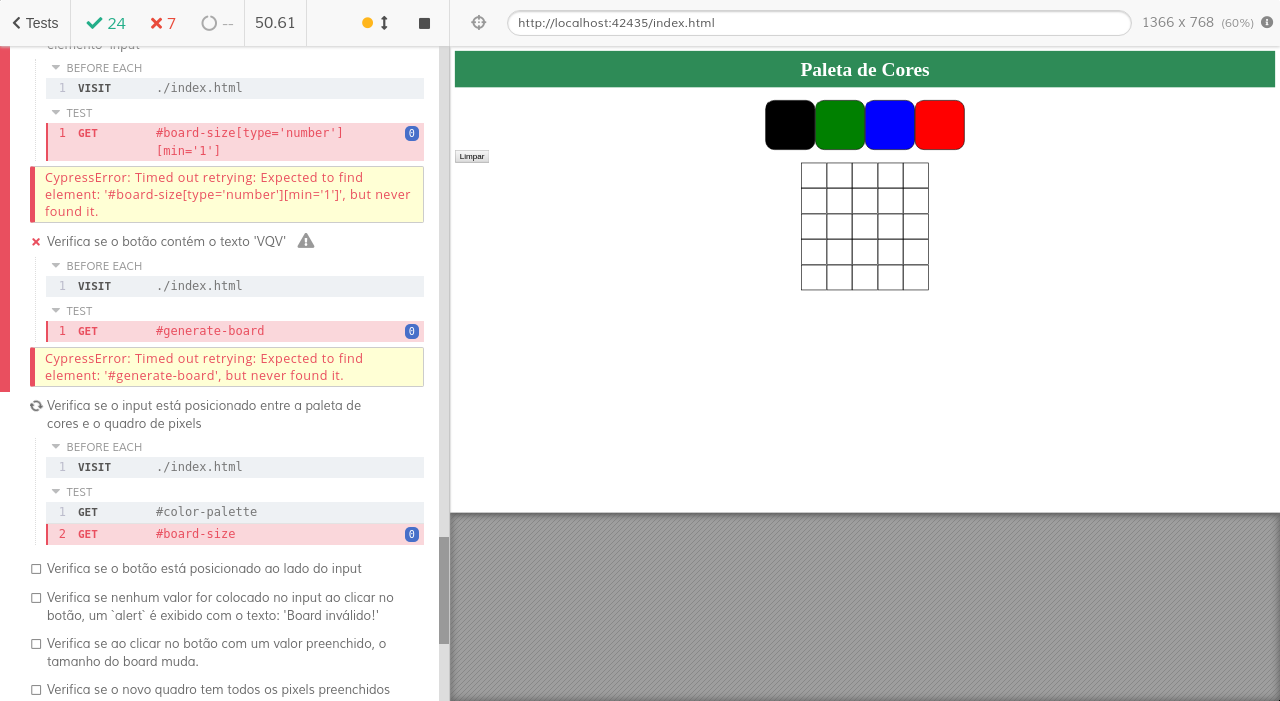 Tests
24
7
--
50.61
http://localhost:42435/index.html
1366 x 768 (60%)
elemento 'input'
BEFORE EACH
1 VISIT ./index.html
TEST
1 GET #board-size[type='number']
[min='1']
0
CypressError: Timed out retrying: Expected to find
element: '#board-size[type='number'][min='1']', but never
found it.
Verifica se o botão contém o texto 'VQV'
BEFORE EACH
1 VISIT ./index.html
TEST
1 GET #generate-board 0
CypressError: Timed out retrying: Expected to find
element: '#generate-board', but never found it.
Verifica se o input está posicionado entre a paleta de
cores e o quadro de pixels
BEFORE EACH
1 VISIT ./index.html
TEST
1 GET #color-palette
2 GET #board-size 0
Verifica se o botão está posicionado ao lado do input
Verifica se nenhum valor for colocado no input ao clicar no
botão, um `alert` é exibido com o texto: 'Board inválido!'
Verifica se ao clicar no botão com um valor preenchido, o
tamanho do board muda.
Verifica se o novo quadro tem todos os pixels preenchidos
Paleta de Cores
Limpar